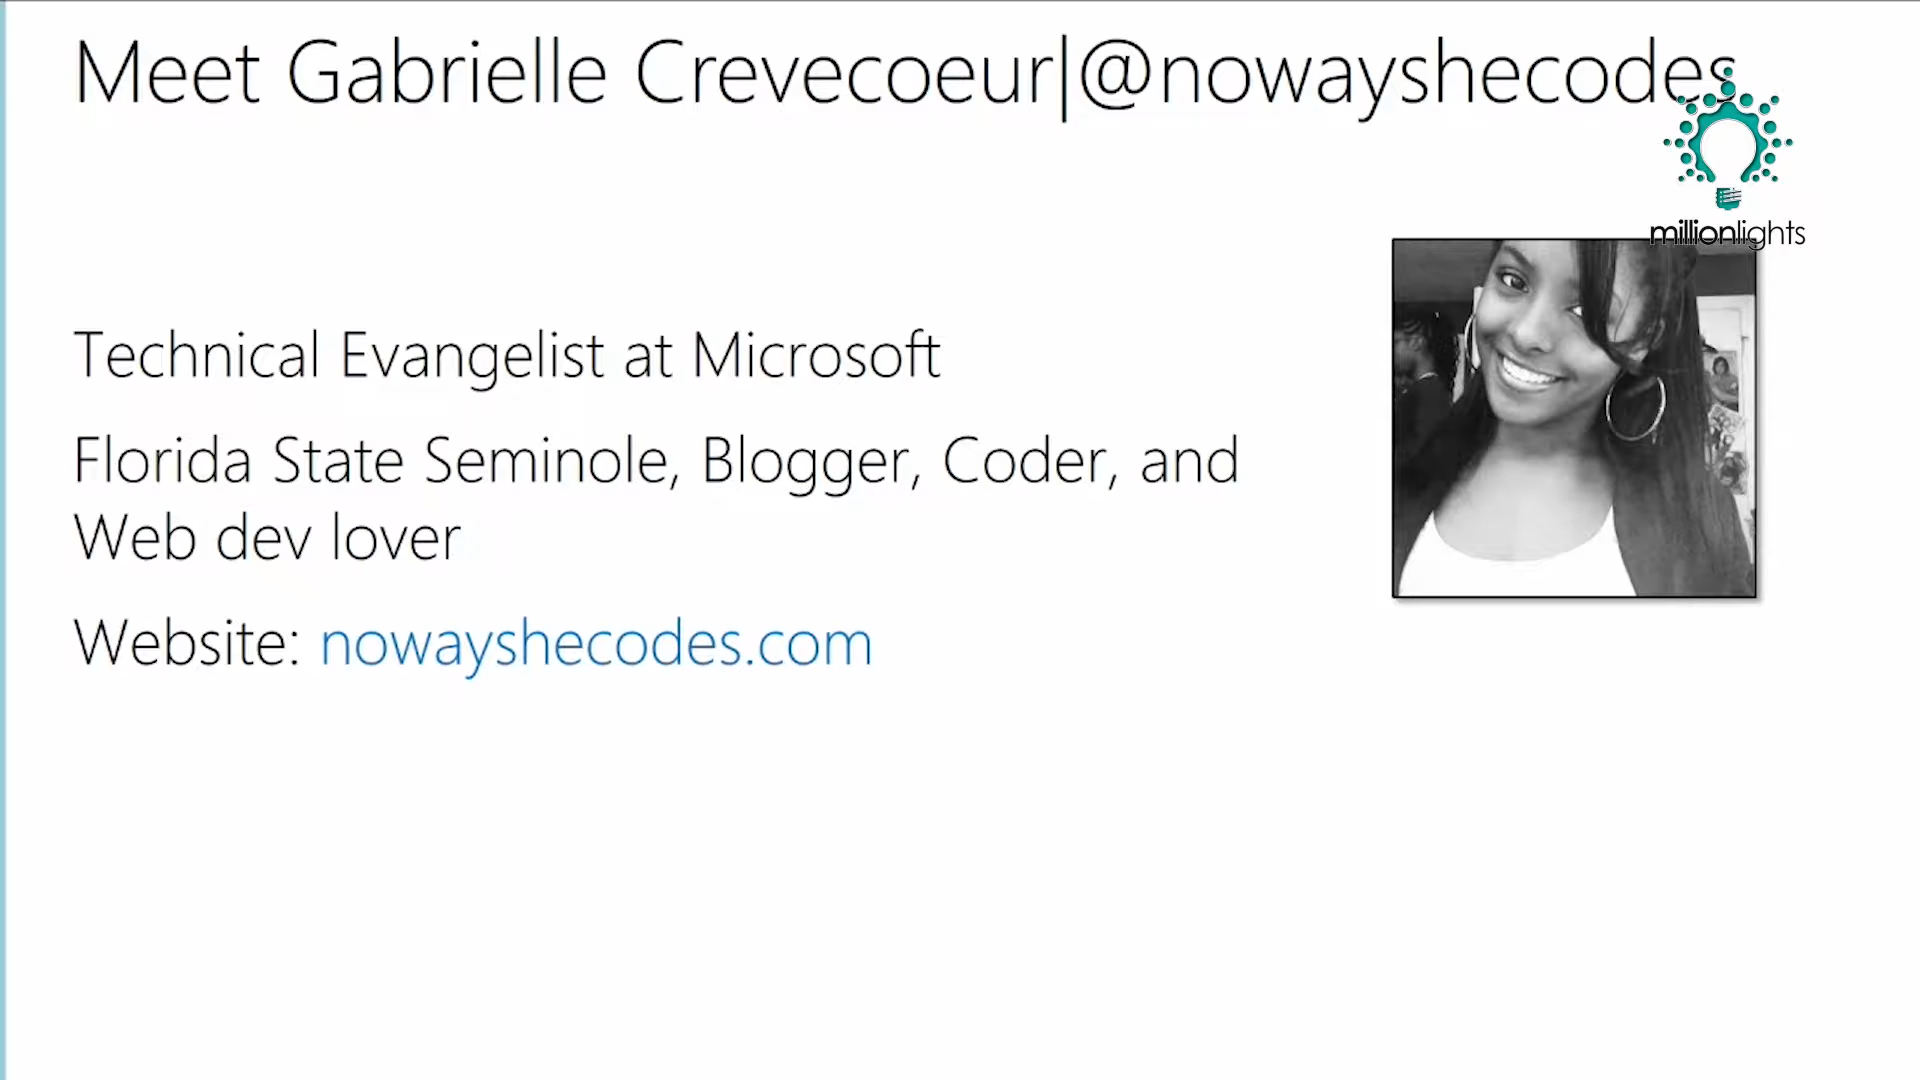 Meet Gabrielle Crevecoeur|@nowayshecodes
millionlights
Technical Evangelist at Microsoft
Florida State Seminole, Blogger, Coder, and
Web dev lover
Website: nowayshecodes.com